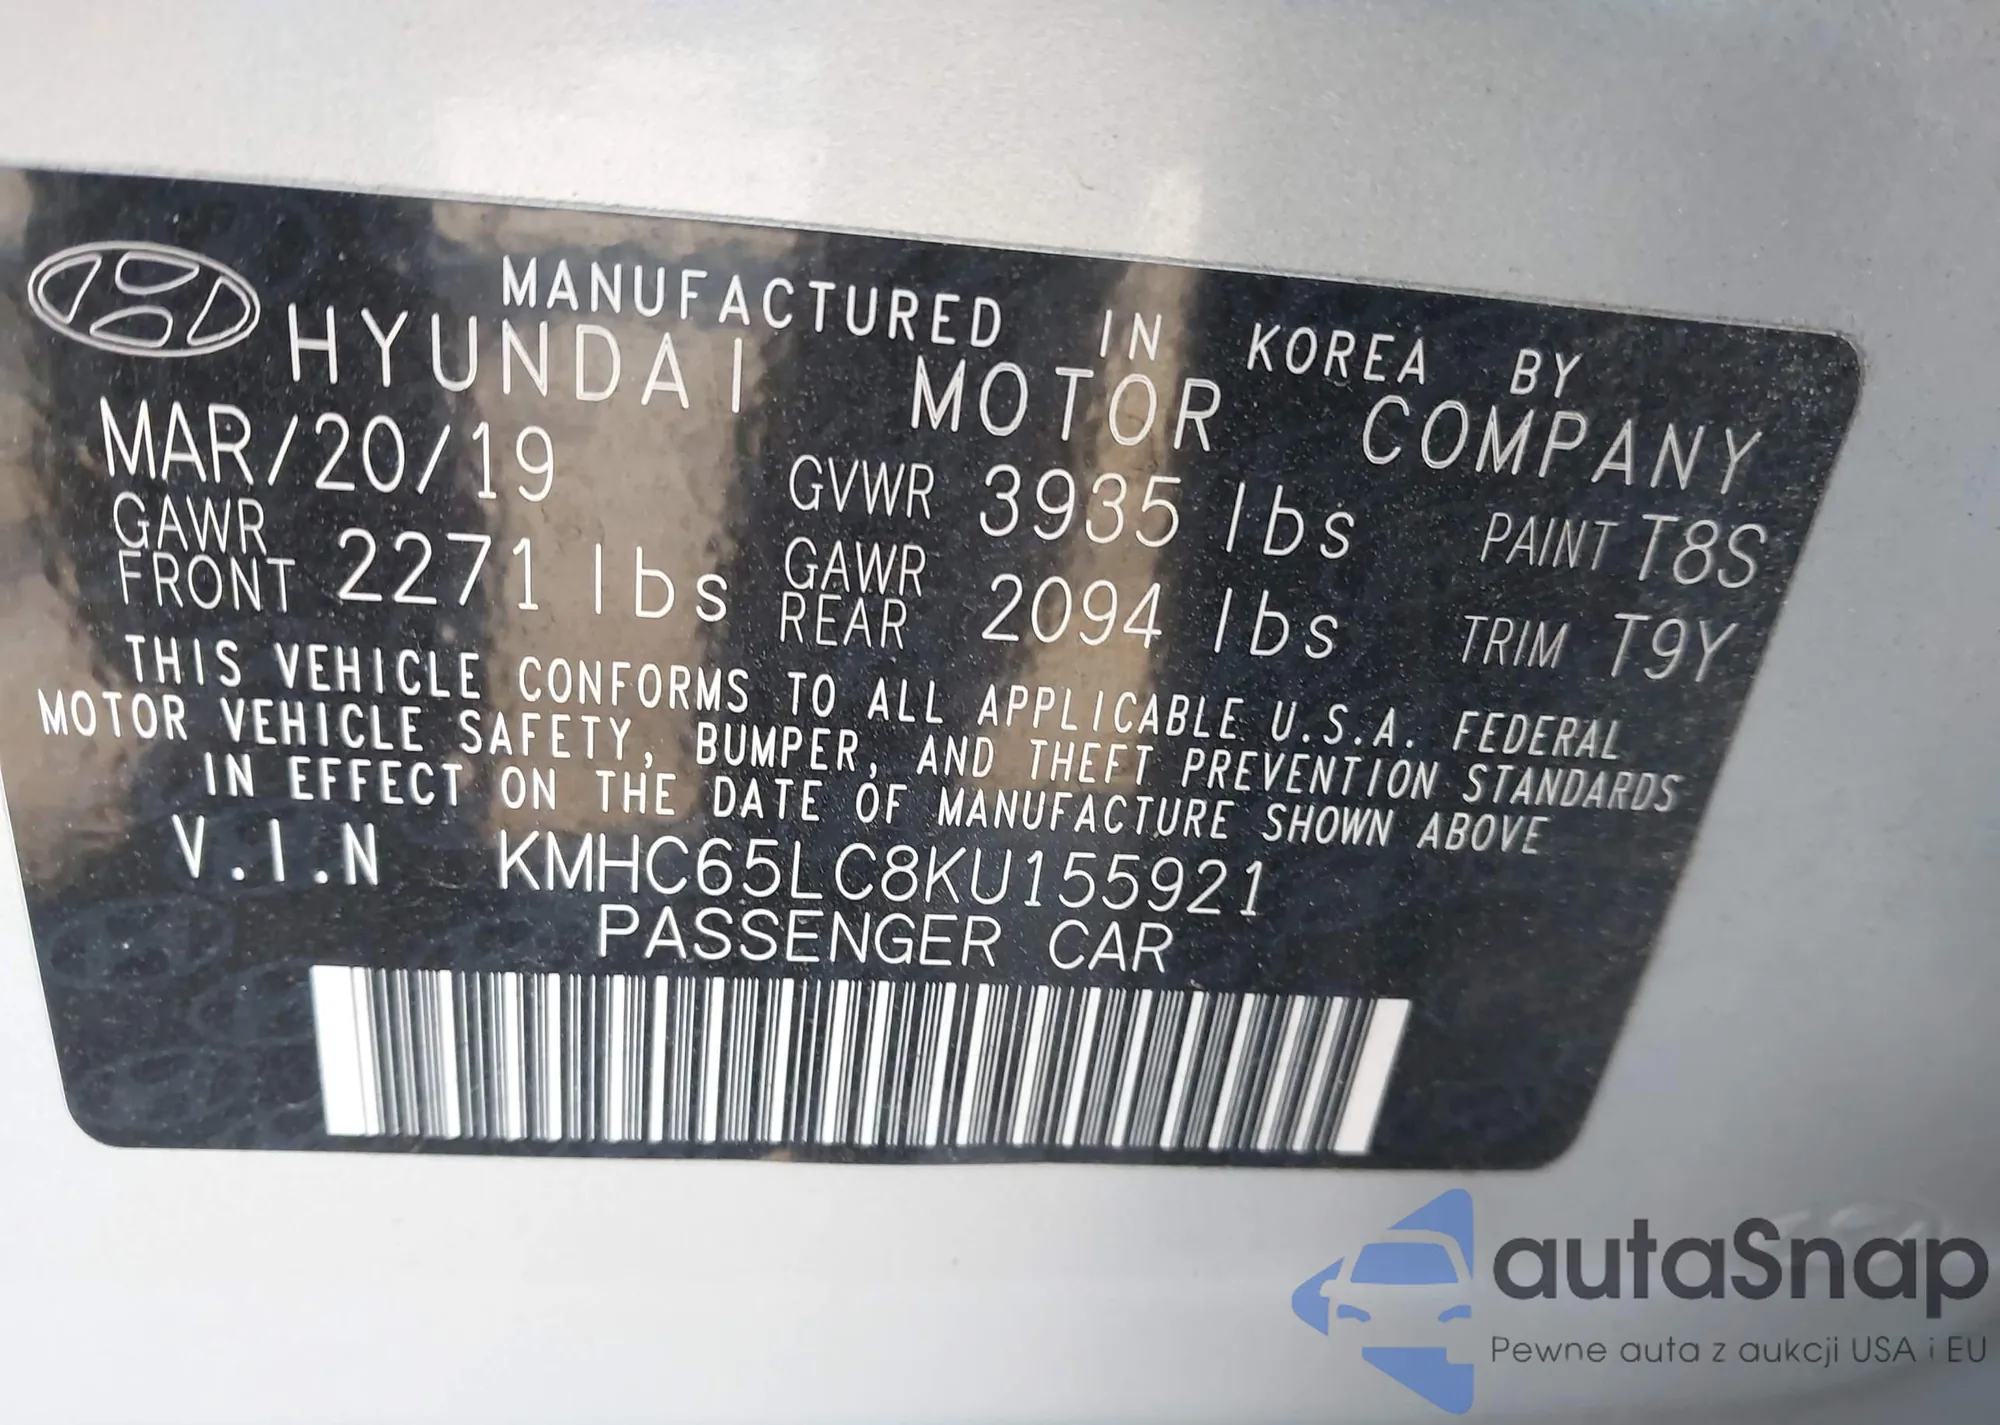 MANUFACTURED IN KOREA BY
HYUNDAI MOTOR COMPANY
MAR/20/19 GVWR 3935 lbs PAINT T8S
GAWR FRONT 2271 lbs GAWR REAR 2094 lbs TRIM T9Y
THIS VEHICLE CONFORMS TO ALL APPLICABLE U.S.A. FEDERAL
MOTOR VEHICLE SAFETY, BUMPER, AND THEFT PREVENTION STANDARDS
IN EFFECT ON THE DATE OF MANUFACTURE SHOWN ABOVE
V.I.N KMHC65LC8KU155921
PASSENGER CAR
autaSnap
Pewne auta z aukcji USA i EU